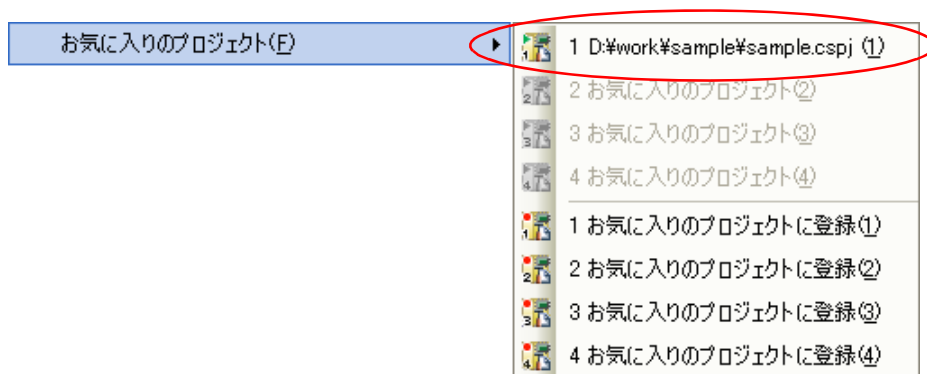 お気に入りのプロジェクト(F)
1 D:¥work¥sample¥sample.cspj (1)
2 お気に入りのプロジェクト(2)
3 お気に入りのプロジェクト(3)
4 お気に入りのプロジェクト(4)
1 お気に入りのプロジェクトに登録(1)
2 お気に入りのプロジェクトに登録(2)
3 お気に入りのプロジェクトに登録(3)
4 お気に入りのプロジェクトに登録(4)